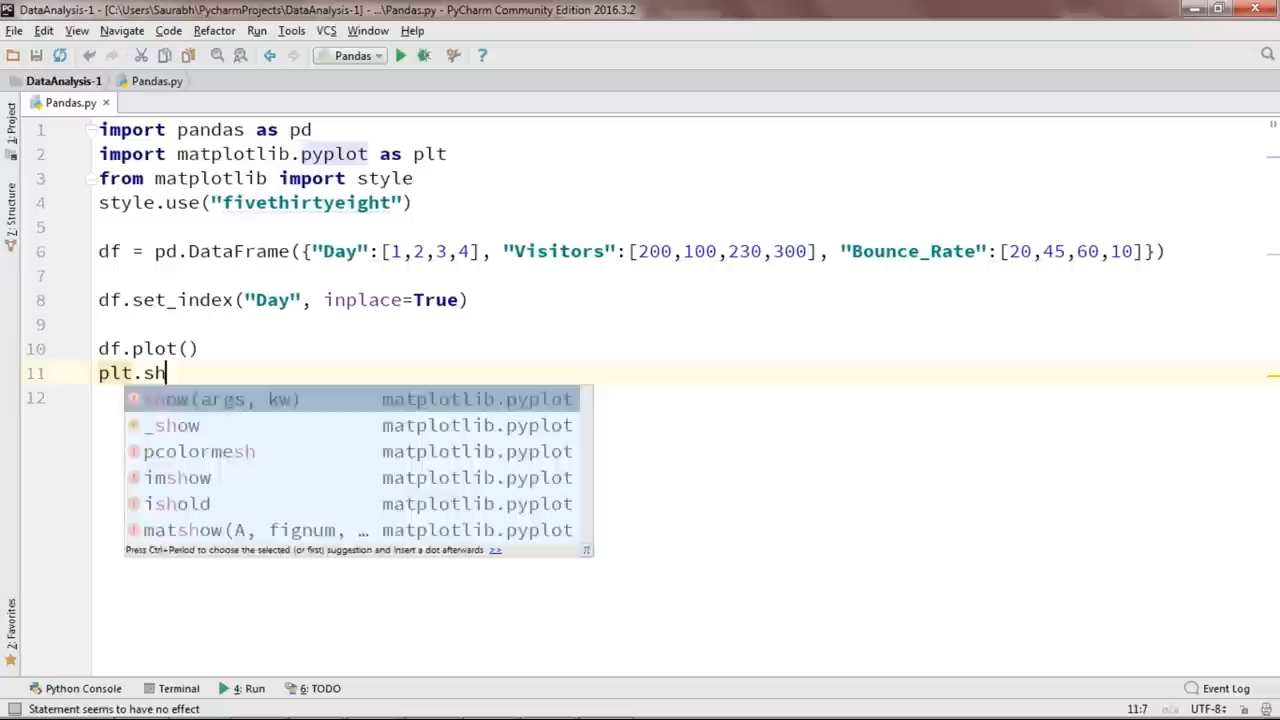 DataAnalysis-1 - [C:\Users\Saurabh\PycharmProjects\DataAnalysis-1] - ...\Pandas.py - PyCharm Community Edition 2016.3.2
File Edit View Navigate Code Refactor Run Tools VCS Window Help
Pandas
DataAnalysis-1 Pandas.py
Pandas.py
1: Project
Z: Structure
2: Favorites
1 import pandas as pd
2 import matplotlib.pyplot as plt
3 from matplotlib import style
4 style.use("fivethirtyeight")
5
6 df = pd.DataFrame({"Day":[1,2,3,4], "Visitors":[200,100,230,300], "Bounce_Rate":[20,45,60,10]})
7
8 df.set_index("Day", inplace=True)
9
10 df.plot()
11 plt.sh
12
show(args, kw) matplotlib.pyplot
_show matplotlib.pyplot
pcolormesh matplotlib.pyplot
imshow matplotlib.pyplot
ishold matplotlib.pyplot
matshow(A, fignum, … matplotlib.pyplot
Press Ctrl+Period to choose the selected (or first) suggestion and insert a dot afterwards >>
Python Console Terminal 4: Run 6: TODO Event Log
Statement seems to have no effect 11:7 UTF-8